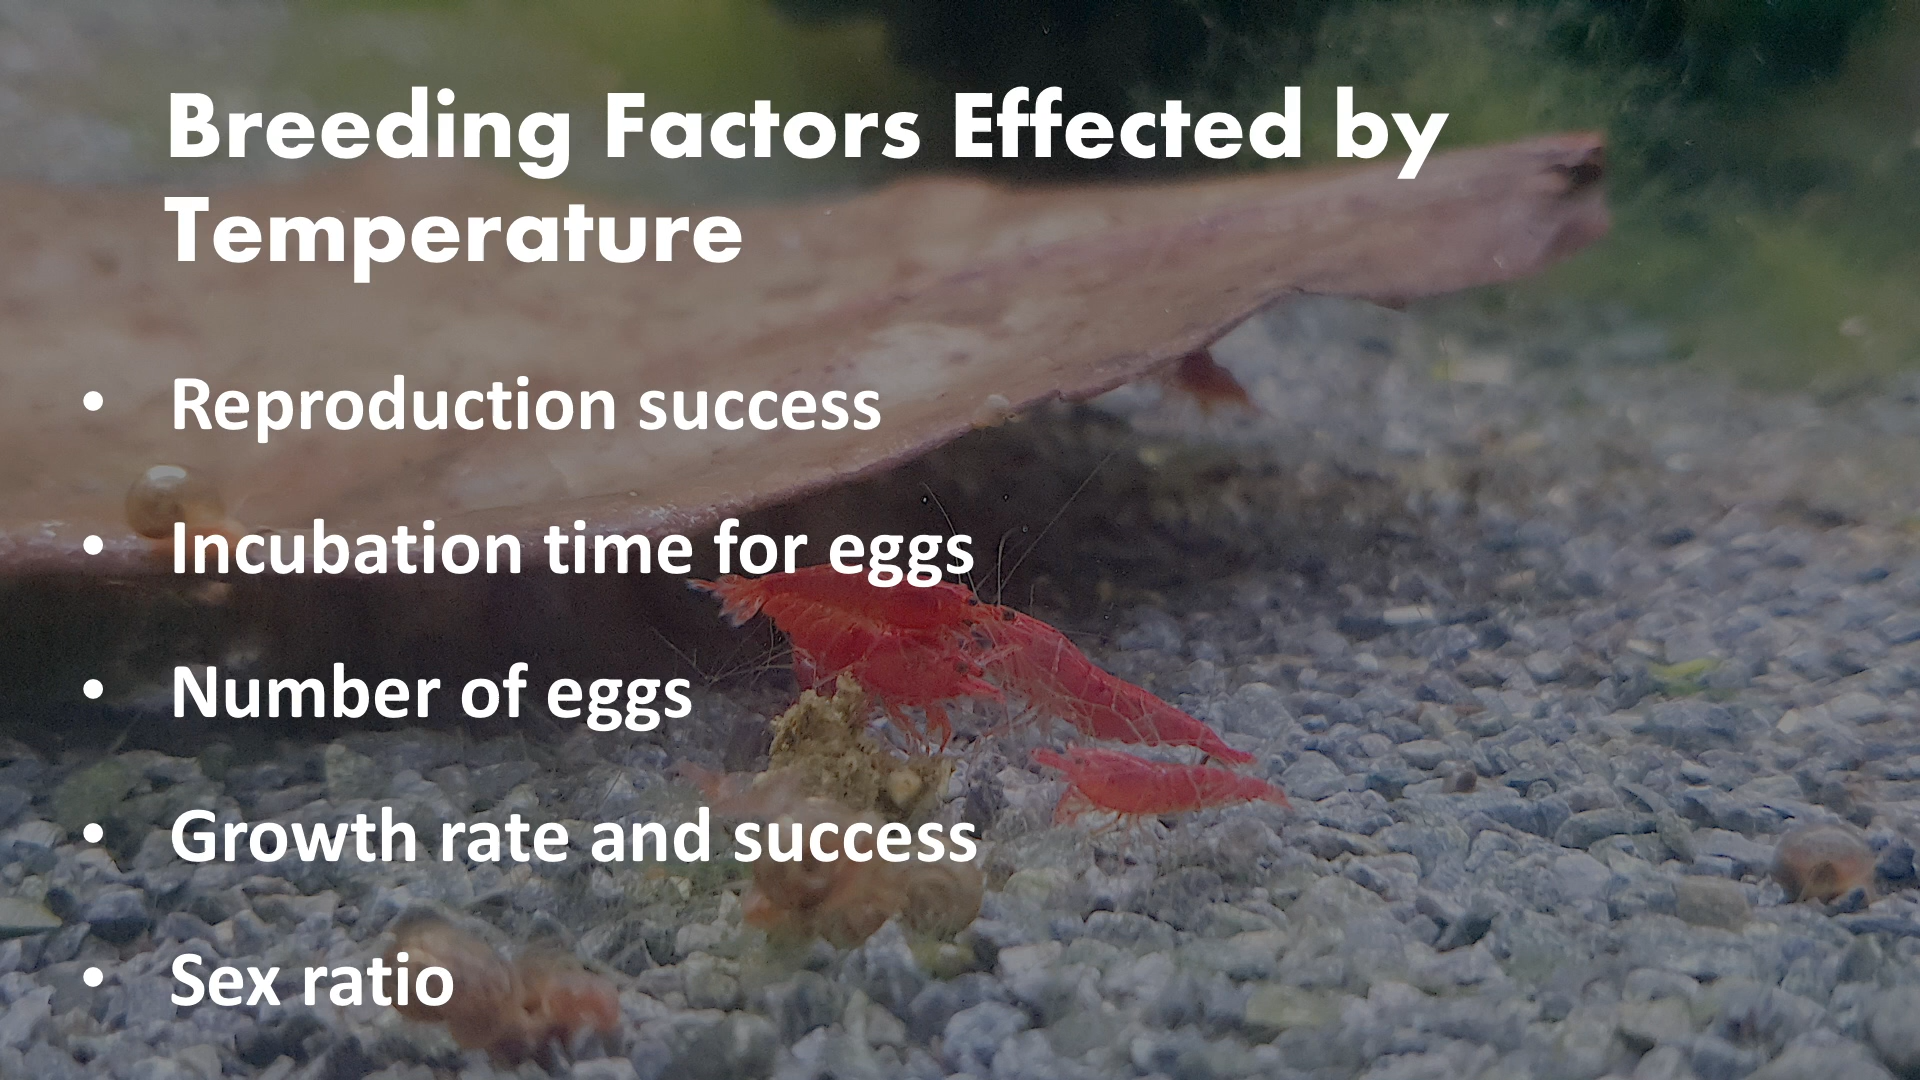 Breeding Factors Effected by
Temperature
• Reproduction success
• Incubation time for eggs
• Number of eggs
• Growth rate and success
• Sex ratio